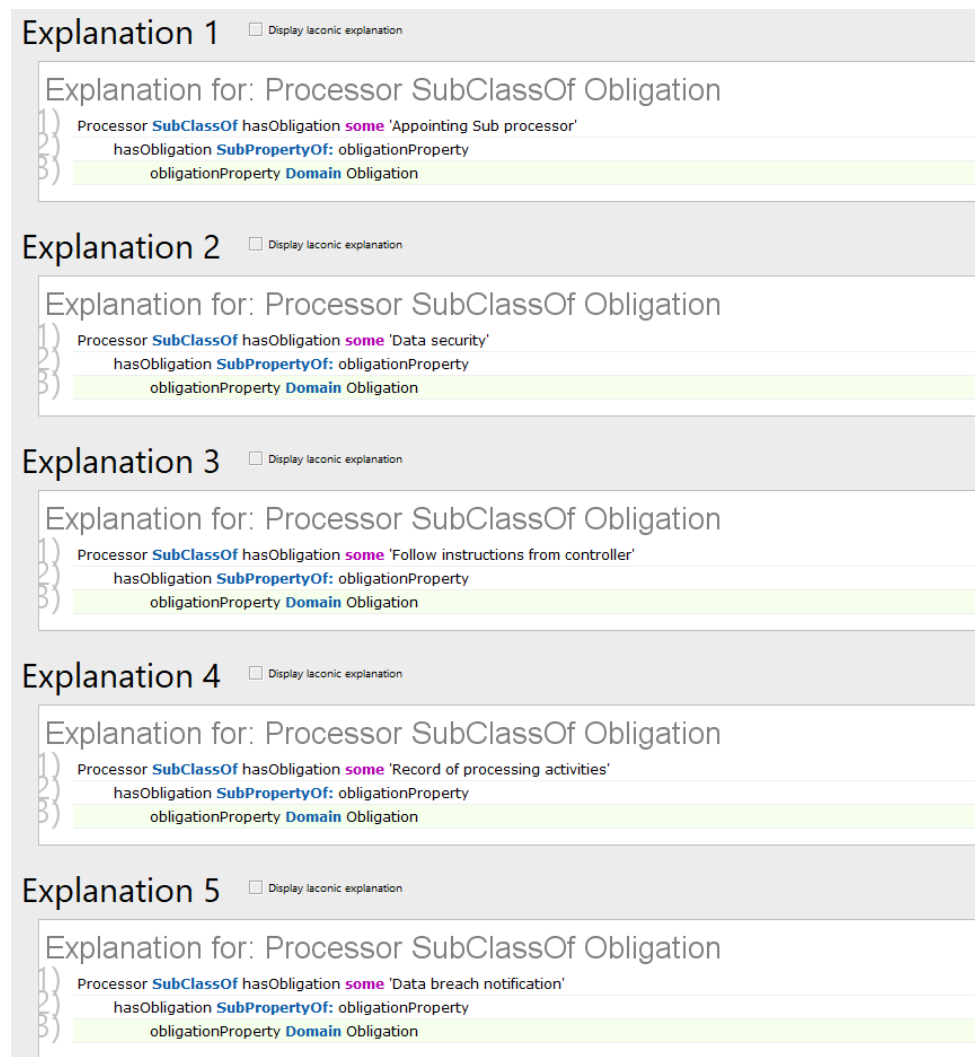 Explanation 1 Display laconic explanation
Explanation for: Processor SubClassOf Obligation
1) Processor SubClassOf hasObligation some 'Appointing Sub processor'
2) hasObligation SubPropertyOf: obligationProperty
3) obligationProperty Domain Obligation
Explanation 2 Display laconic explanation
Explanation for: Processor SubClassOf Obligation
1) Processor SubClassOf hasObligation some 'Data security'
2) hasObligation SubPropertyOf: obligationProperty
3) obligationProperty Domain Obligation
Explanation 3 Display laconic explanation
Explanation for: Processor SubClassOf Obligation
1) Processor SubClassOf hasObligation some 'Follow instructions from controller'
2) hasObligation SubPropertyOf: obligationProperty
3) obligationProperty Domain Obligation
Explanation 4 Display laconic explanation
Explanation for: Processor SubClassOf Obligation
1) Processor SubClassOf hasObligation some 'Record of processing activities'
2) hasObligation SubPropertyOf: obligationProperty
3) obligationProperty Domain Obligation
Explanation 5 Display laconic explanation
Explanation for: Processor SubClassOf Obligation
1) Processor SubClassOf hasObligation some 'Data breach notification'
2) hasObligation SubPropertyOf: obligationProperty
3) obligationProperty Domain Obligation